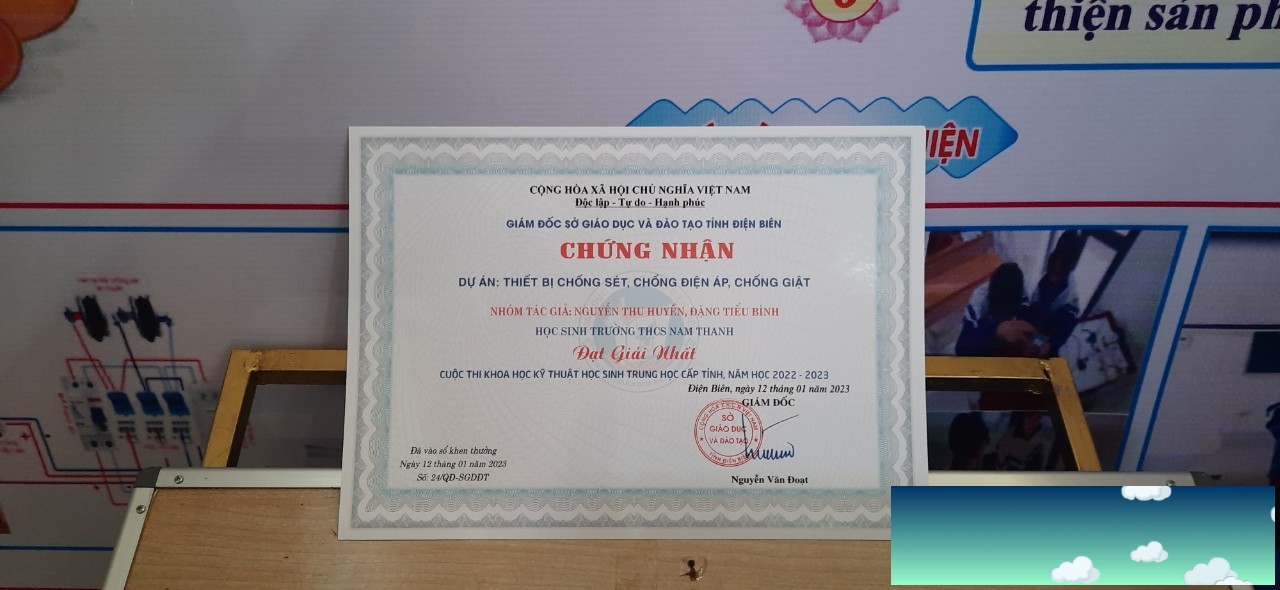 thiện sản ph
IỆN
CỘNG HÒA XÃ HỘI CHỦ NGHĨA VIỆT NAM
Độc lập - Tự do - Hạnh phúc
GIÁM ĐỐC SỞ GIÁO DỤC VÀ ĐÀO TẠO TỈNH ĐIỆN BIÊN
CHỨNG NHẬN
DỰ ÁN: THIẾT BỊ CHỐNG SÉT, CHỐNG ĐIỆN ÁP, CHỐNG GIẬT
NHÓM TÁC GIẢ: NGUYỄN THU HUYỀN, ĐẶNG TIỂU BÌNH
HỌC SINH TRƯỜNG THCS NAM THANH
Đạt Giải Nhất
CUỘC THI KHOA HỌC KỸ THUẬT HỌC SINH TRUNG HỌC CẤP TỈNH, NĂM HỌC 2022 - 2023
Điện Biên, ngày 12 tháng 01 năm 2023
GIÁM ĐỐC
SỞ
GIÁO DỤC
VÀ ĐÀO TẠO
Đã vào sổ khen thưởng
Ngày 12 tháng 01 năm 2023
Số: 24/QĐ-SGDĐT
Nguyễn Văn Đoạt